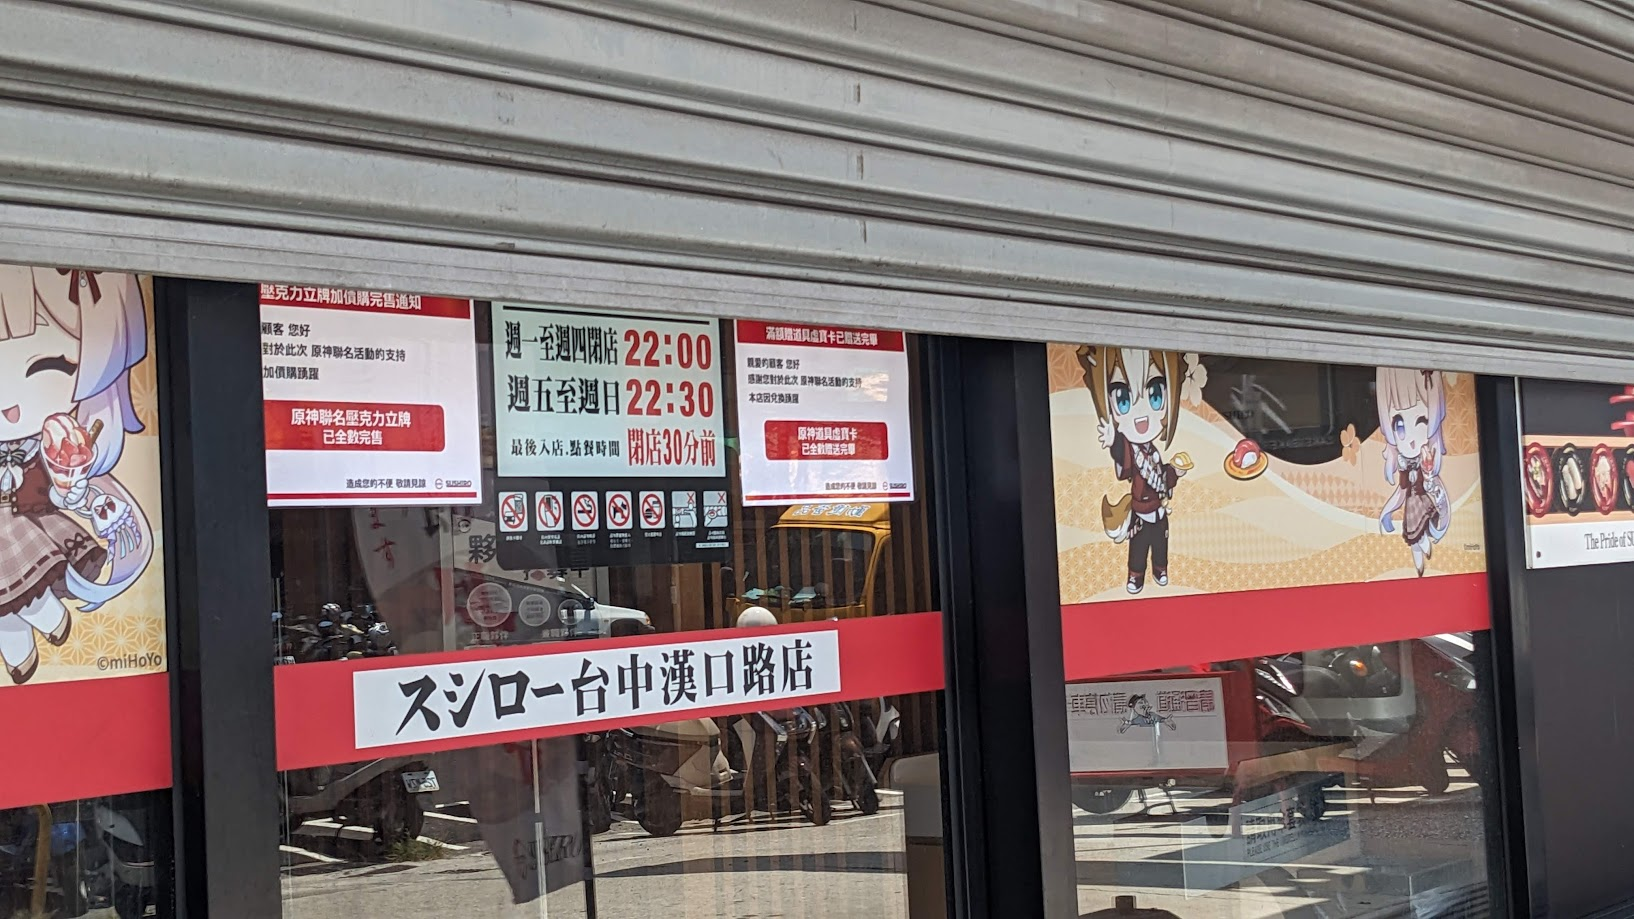 壓克力立牌加價購完售通知
顧客 您好
對於此次 原神聯名活動的支持
加價購踴躍
原神聯名壓克力立牌
已全數完售
造成您的不便 敬請見諒
SUSHIRO
週一至週四閉店 22:00
週五至週日 22:30
最後入店.點餐時間 閉店30分前
滿額贈道具虛寶卡已贈送完畢
親愛的顧客 您好
感謝您對於此次 原神聯名活動的支持
本店因兌換踴躍
原神道具虛寶卡
已全數贈送完畢
造成您的不便 敬請見諒
SUSHIRO
©miHoYo
スシロー台中漢口路店
The Pride of SU